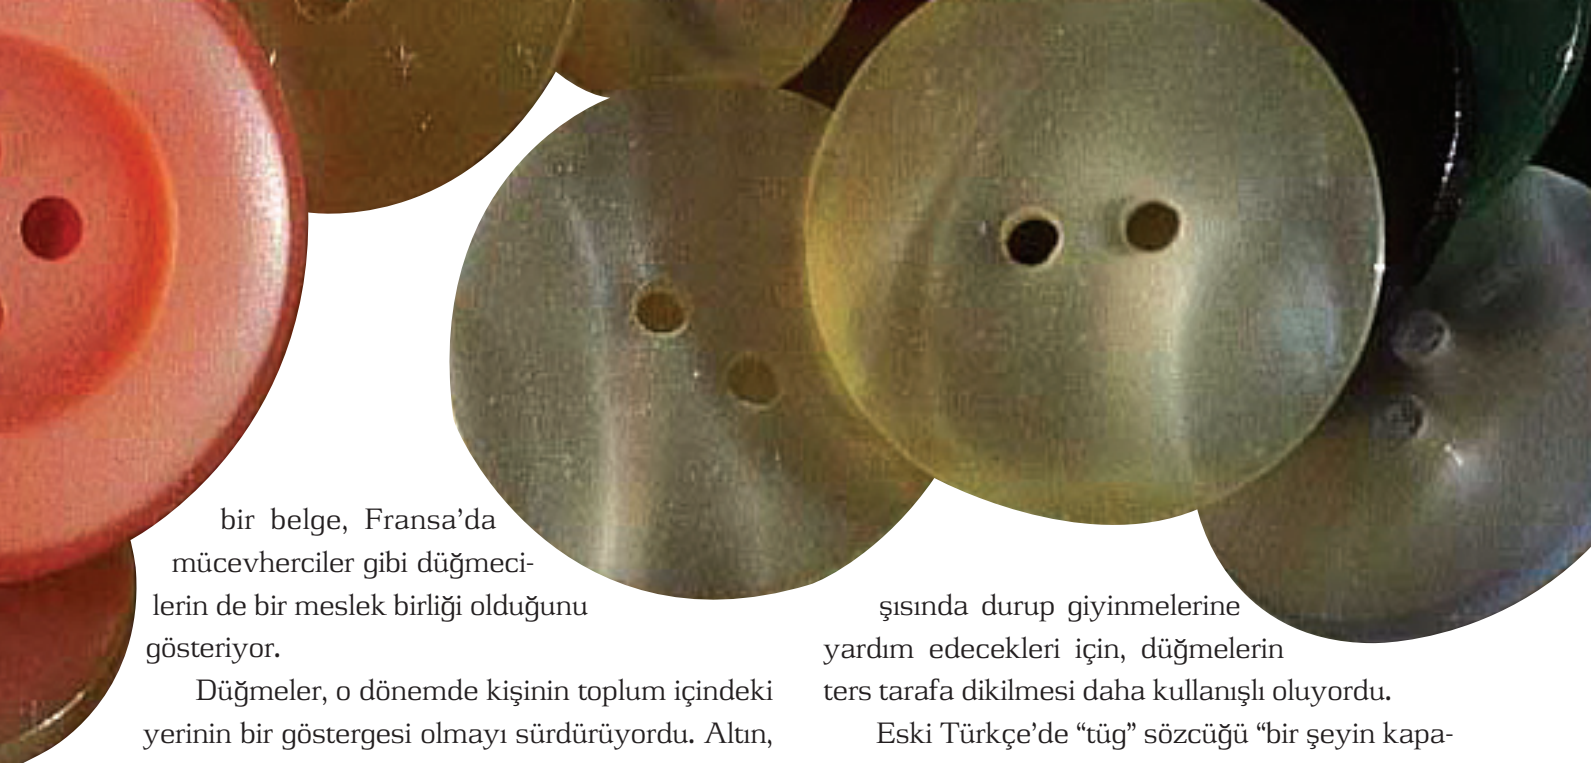 bir belge, Fransa’da
mücevherciler gibi düğmeci-
lerin de bir meslek birliği olduğunu
gösteriyor.
Düğmeler, o dönemde kişinin toplum içindeki
yerinin bir göstergesi olmayı sürdürüyordu. Altın,
şısında durup giyinmelerine
yardım edecekleri için, düğmelerin
ters tarafa dikilmesi daha kullanışlı oluyordu.
Eski Türkçe’de “tüg” sözcüğü “bir şeyin kapa-